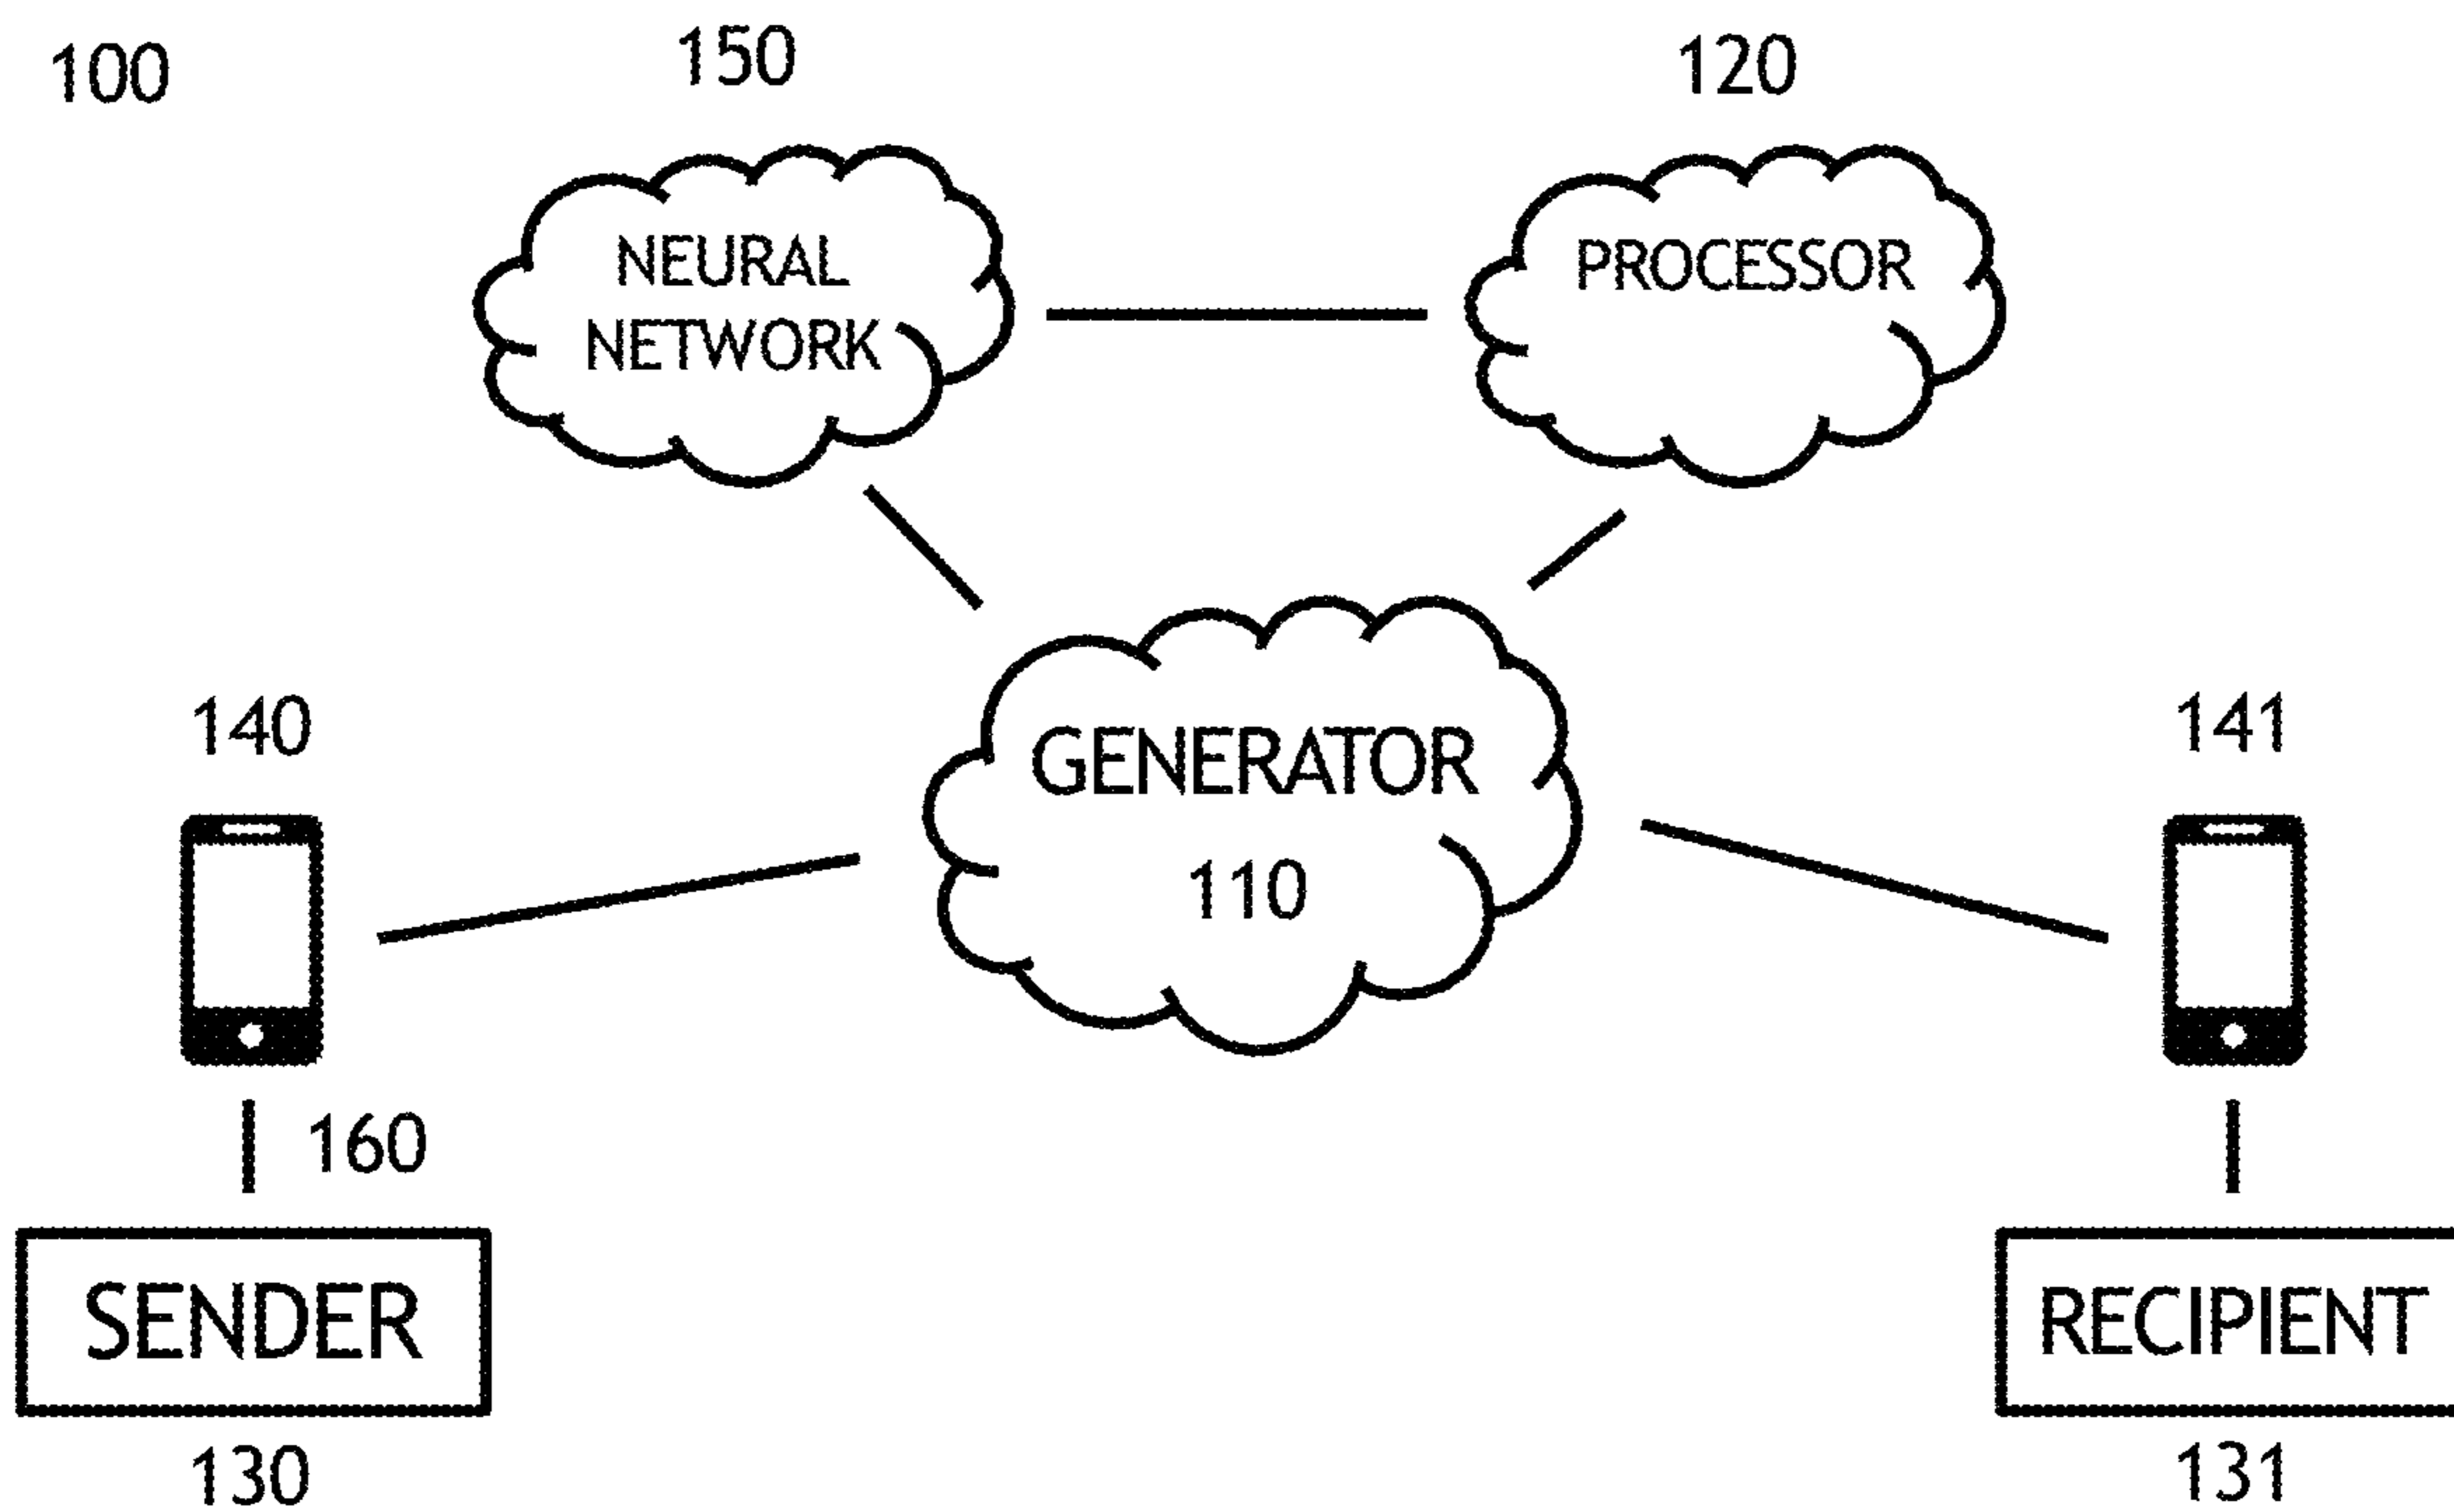 100
150
120
NEURAL
NETWORK
PROCESSOR
140
GENERATOR
110
141
160
SENDER
130
RECIPIENT
131